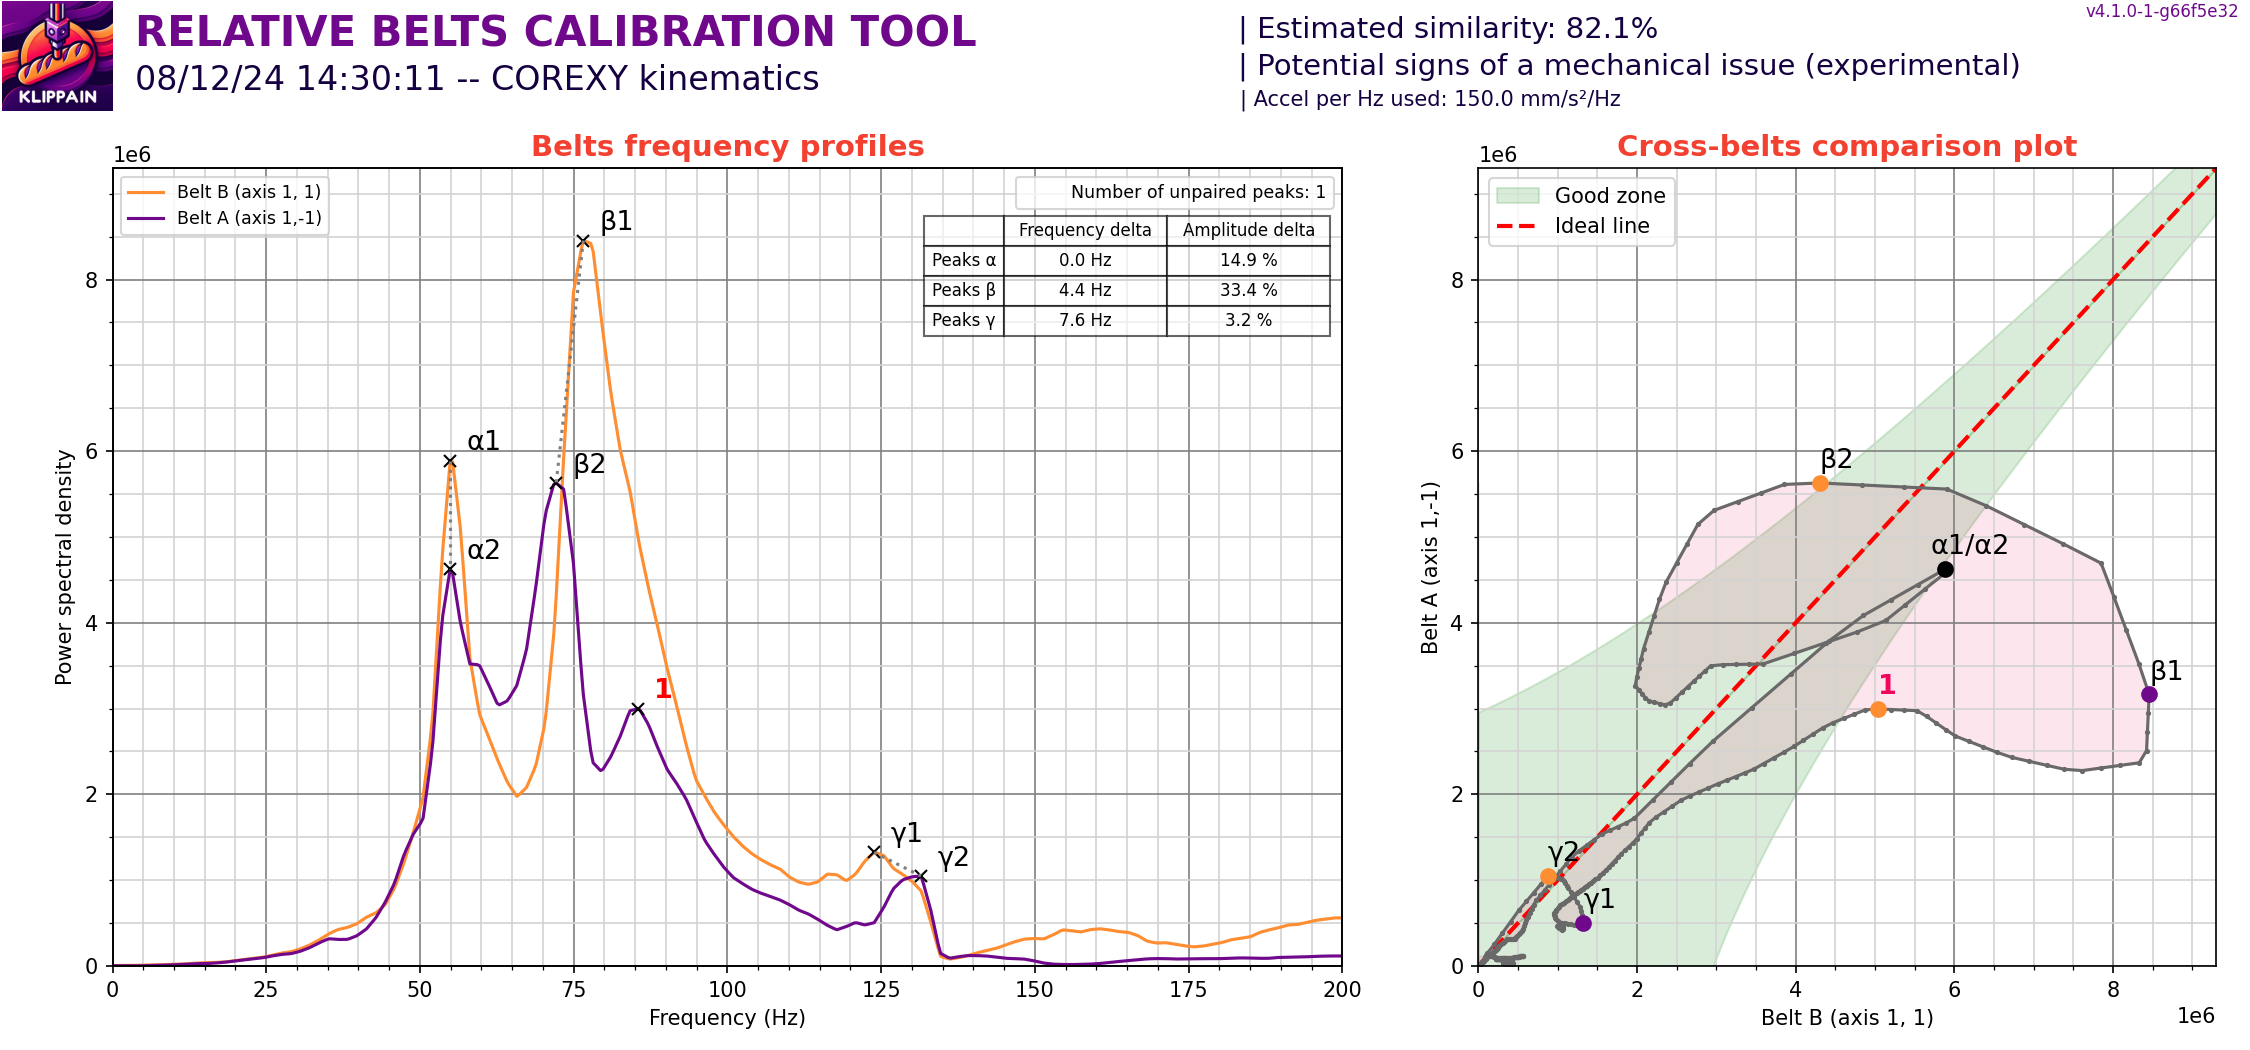 KLIPPAIN
RELATIVE BELTS CALIBRATION TOOL
08/12/24 14:30:11 -- COREXY kinematics
| Estimated similarity: 82.1%
| Potential signs of a mechanical issue (experimental)
| Accel per Hz used: 150.0 mm/s²/Hz
v4.1.0-1-g66f5e32
Belts frequency profiles
1e6
Belt B (axis 1, 1)
Belt A (axis 1,-1)
Number of unpaired peaks: 1
Frequency delta Amplitude delta
Peaks α 0.0 Hz 14.9 %
Peaks β 4.4 Hz 33.4 %
Peaks γ 7.6 Hz 3.2 %
β1
α1
β2
α2
1
γ1
γ2
Power spectral density
8
6
4
2
0
0 25 50 75 100 125 150 175 200
Frequency (Hz)
Cross-belts comparison plot
1e6
Good zone
Ideal line
β2
α1/α2
β1
1
γ2
γ1
Belt A (axis 1,-1)
8
6
4
2
0
0 2 4 6 8
Belt B (axis 1, 1)
1e6